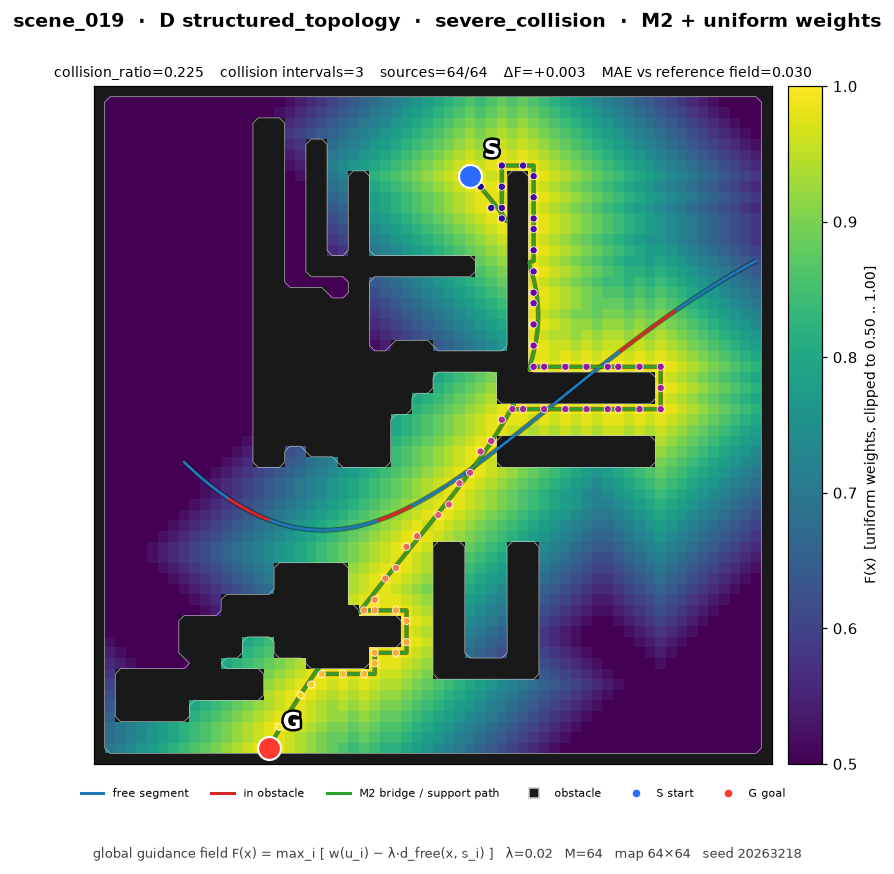 scene_019 · D structured_topology · severe_collision · M2 + uniform weights
collision_ratio=0.225 collision intervals=3 sources=64/64 ΔF=+0.003 MAE vs reference field=0.030
S
G
1.0
0.9
0.8
0.7
0.6
0.5
F(x) [uniform weights, clipped to 0.50 .. 1.00]
free segment in obstacle M2 bridge / support path obstacle S start G goal
global guidance field F(x) = max_i [ w(u_i) − λ·d_free(x, s_i) ] λ=0.02 M=64 map 64×64 seed 20263218